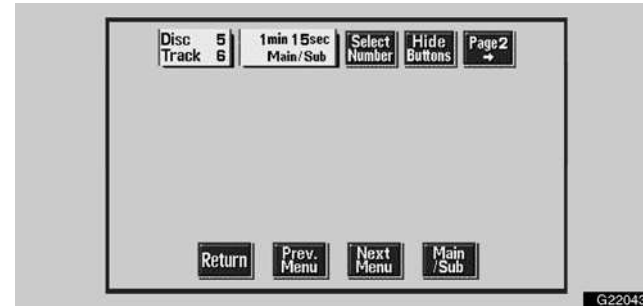 Disc 5 1min 15sec Select Hide Page2
Track 6 Main/Sub Number Buttons →
Return Prev. Next Main
Menu Menu /Sub